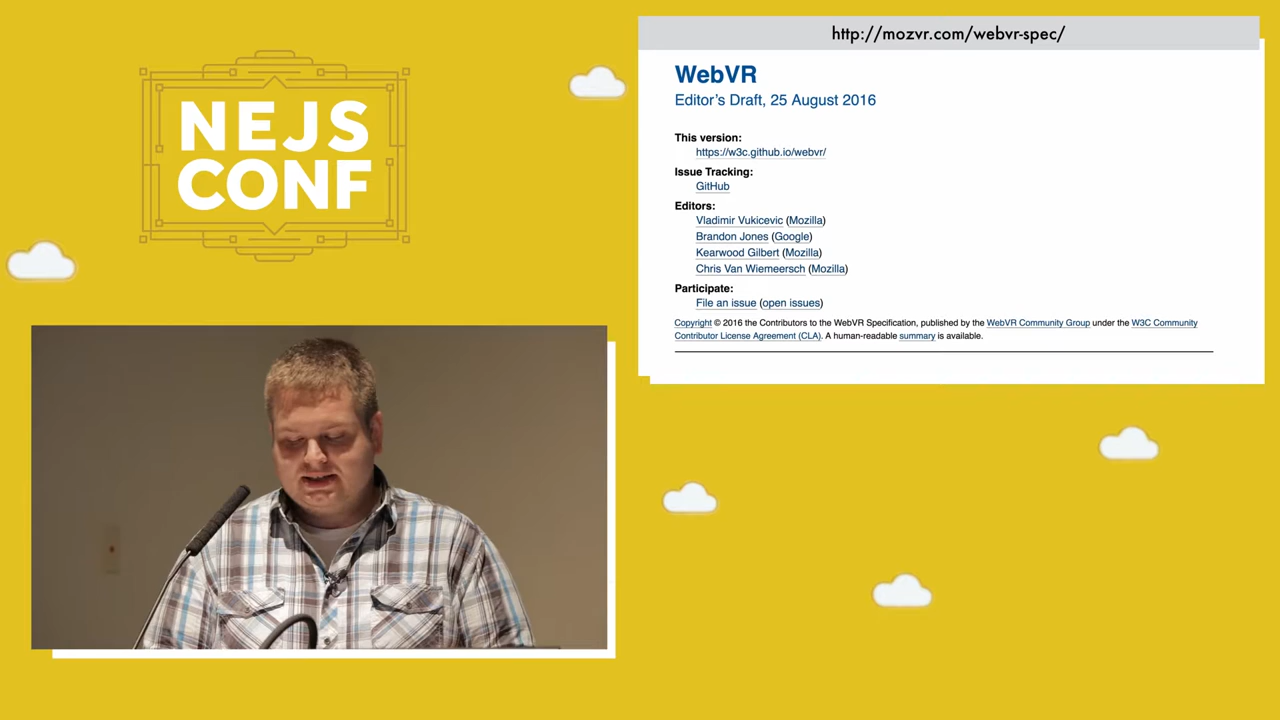 NEJS
CONF
http://mozvr.com/webvr-spec/
WebVR
Editor's Draft, 25 August 2016
This version:
https://w3c.github.io/webvr/
Issue Tracking:
GitHub
Editors:
Vladimir Vukicevic (Mozilla)
Brandon Jones (Google)
Kearwood Gilbert (Mozilla)
Chris Van Wiemeersch (Mozilla)
Participate:
File an issue (open issues)
Copyright © 2016 the Contributors to the WebVR Specification, published by the WebVR Community Group under the W3C Community
Contributor License Agreement (CLA). A human-readable summary is available.